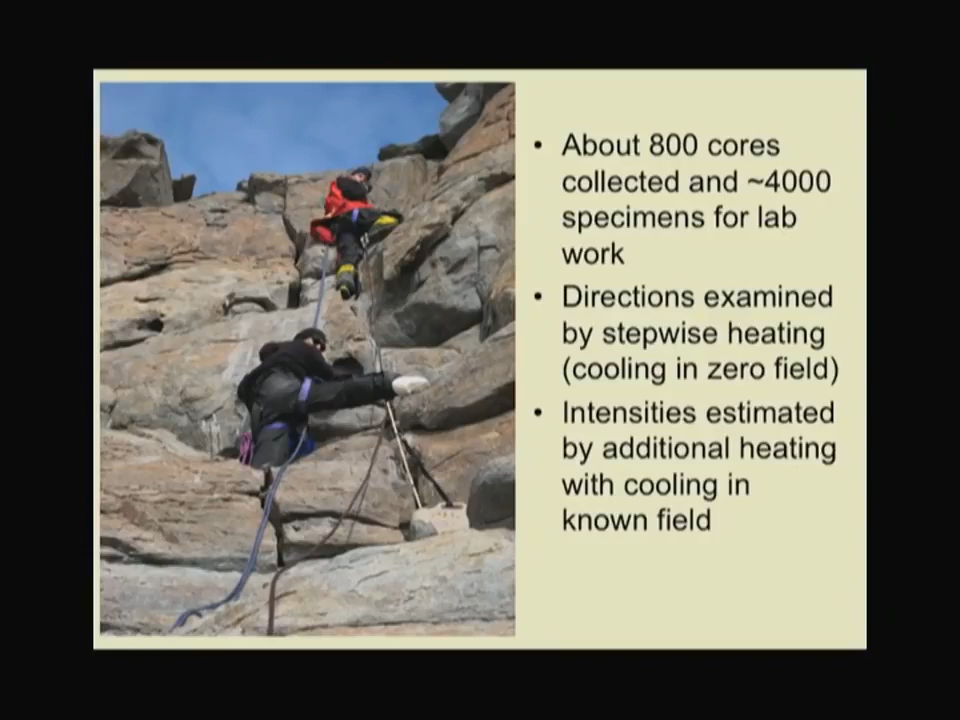 • About 800 cores
collected and ~4000
specimens for lab
work
• Directions examined
by stepwise heating
(cooling in zero field)
• Intensities estimated
by additional heating
with cooling in
known field